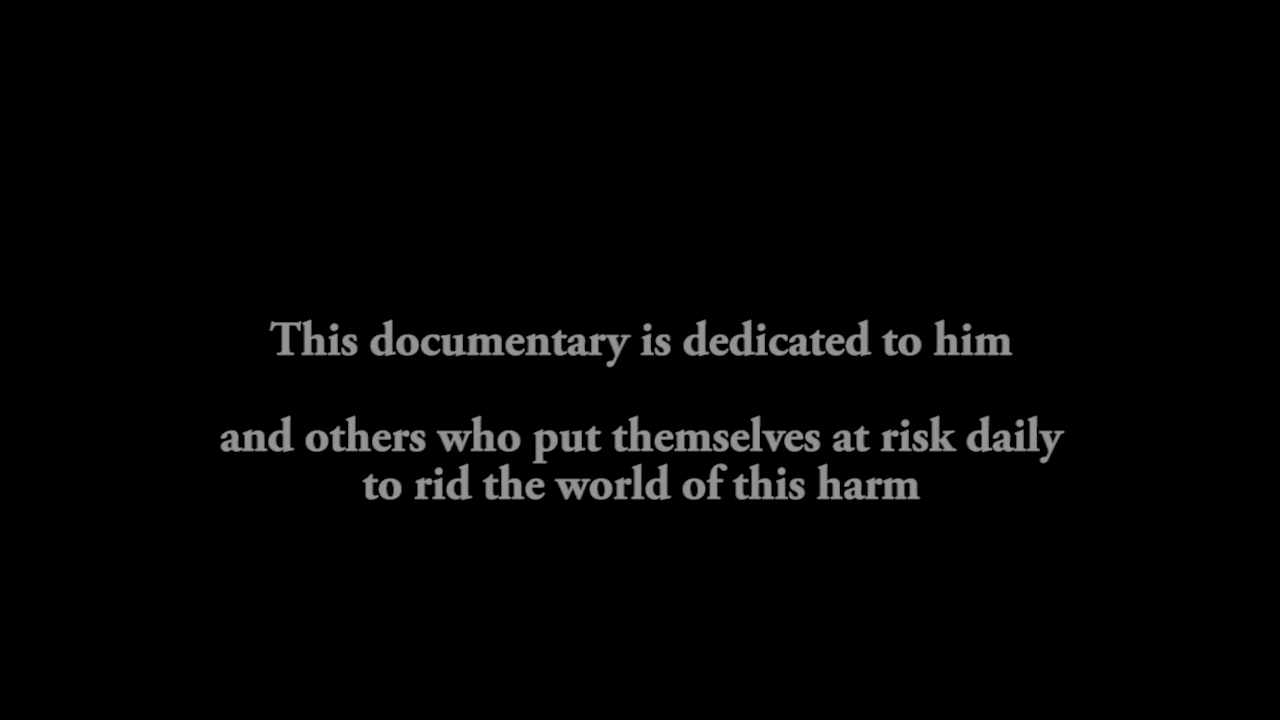 This documentary is dedicated to him
and others who put themselves at risk daily
to rid the world of this harm